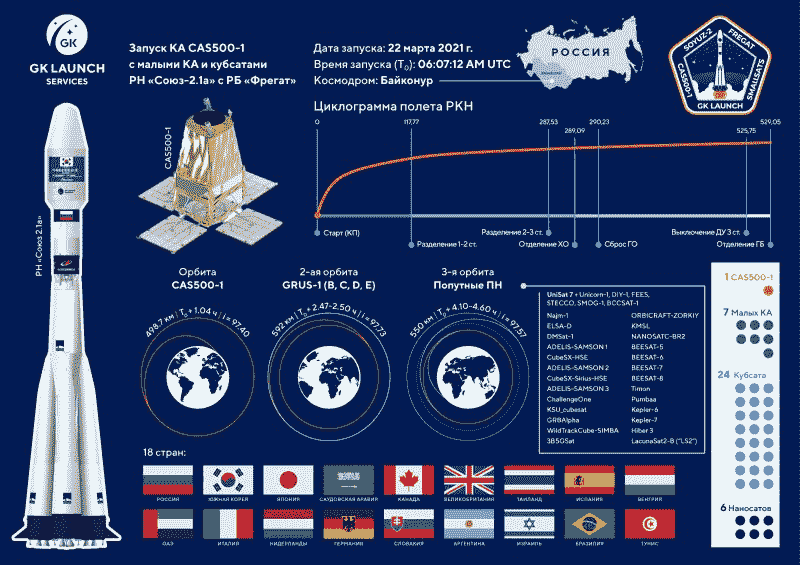 GK
GK LAUNCH
SERVICES
Запуск КА CAS500-1
с малыми КА и кубсатами
РН «Союз-2.1а» с РБ «Фрегат»
Дата запуска: 22 марта 2021 г.
Время запуска (T₀): 06:07:12 AM UTC
Космодром: Байконур
РОССИЯ
SOYUZ-2
FREGAT
CAS500-1
SMALLSATS
GK LAUNCH
Циклограмма полета РКН
0
117,77
287,53
289,09
290,23
525,75
529,05
Старт (КП)
Разделение 1-2 ст.
Разделение 2-3 ст.
Отделение ХО
Сброс ГО
Выключение ДУ 3 ст.
Отделение ГБ
CAS500-1
РН «Союз 2.1а»
Орбита
CAS500-1
498.7 км | T₀ + 1.04 ч | i= 97.40
2-ая орбита
GRUS-1 (B, C, D, E)
592 км | T₀ + 2.47-2.50 ч | i= 97.73
3-я орбита
Попутные ПН
550 км | T₀ + 4.10-4.60 ч | i= 97.57
UniSat 7 + Unicorn-1, DIY-1, FEES,
STECCO, SMOG-1, BCCSAT-1
Najm-1
ELSA-D
DMSat-1
ADELIS-SAMSON 1
CubeSX-HSE
ADELIS-SAMSON 2
CubeSX-Sirius-HSE
ADELIS-SAMSON 3
ChallengeOne
KSU_cubesat
GRBAlpha
WildTrackCube-SIMBA
3B5GSat
ORBICRAFT-ZORKIY
KMSL
NANOSATC-BR2
BEESAT-5
BEESAT-6
BEESAT-7
BEESAT-8
Timon
Pumbaa
Kepler-6
Kepler-7
Hiber 3
LacunaSat2-B ("LS2")
1 CAS500-1
7 Малых КА
24 Кубсата
6 Наносатов
18 стран:
РОССИЯ
ЮЖНАЯ КОРЕЯ
ЯПОНИЯ
САУДОВСКАЯ АРАВИЯ
КАНАДА
ВЕЛИКОБРИТАНИЯ
ТАИЛАНД
ИСПАНИЯ
ВЕНГРИЯ
ОАЭ
ИТАЛИЯ
НИДЕРЛАНДЫ
ГЕРМАНИЯ
СЛОВАКИЯ
АРГЕНТИНА
ИЗРАИЛЬ
БРАЗИЛИЯ
ТУНИС